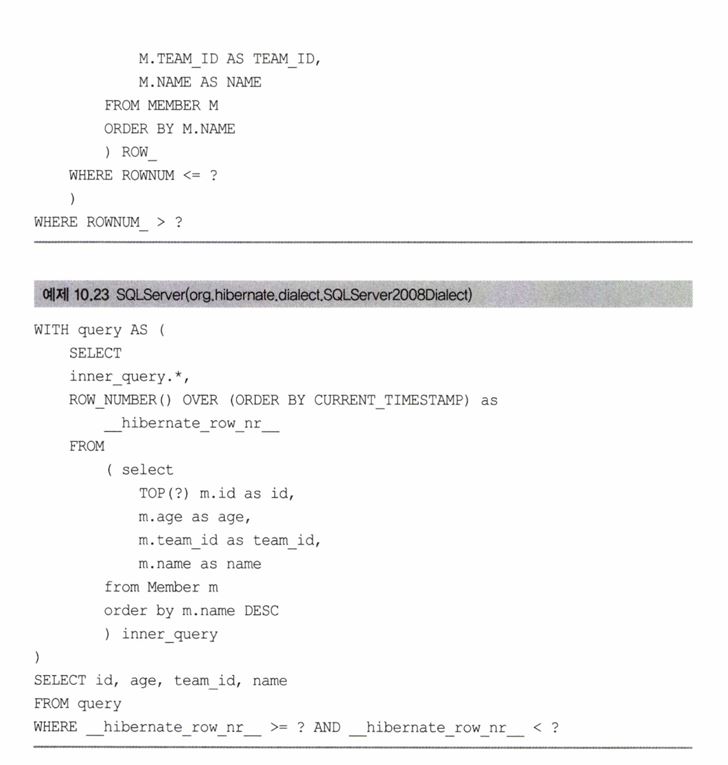 M.TEAM_ID AS TEAM_ID,
M.NAME AS NAME
FROM MEMBER M
ORDER BY M.NAME
) ROW_
WHERE ROWNUM <= ?
)
WHERE ROWNUM_ > ?
예제 10.23 SQLServer(org.hibernate.dialect.SQLServer2008Dialect)
WITH query AS (
SELECT
inner_query.*,
ROW_NUMBER() OVER (ORDER BY CURRENT_TIMESTAMP) as
__hibernate_row_nr__
FROM
( select
TOP(?) m.id as id,
m.age as age,
m.team_id as team_id,
m.name as name
from Member m
order by m.name DESC
) inner_query
)
SELECT id, age, team_id, name
FROM query
WHERE __hibernate_row_nr__ >= ? AND __hibernate_row_nr__ < ?